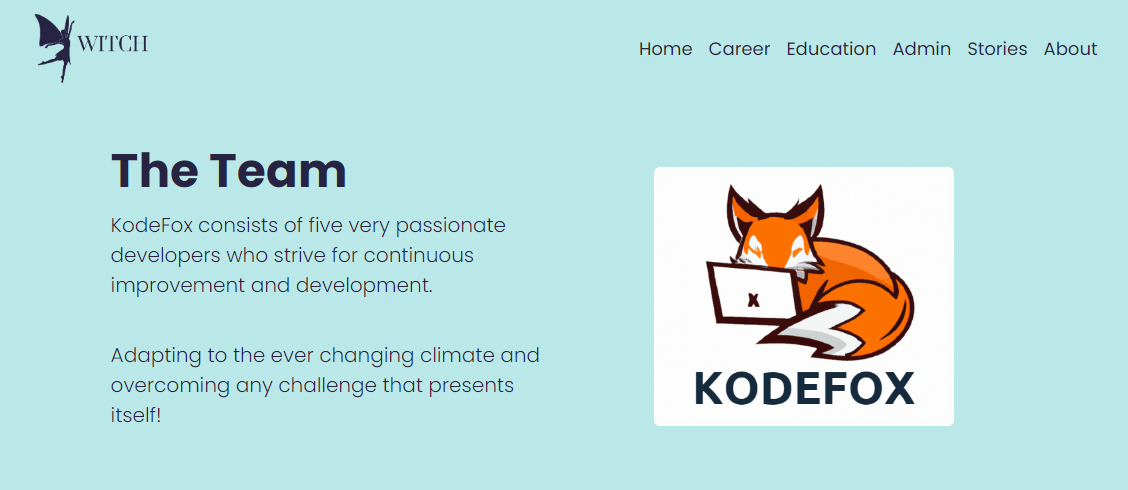 WITCH
Home Career Education Admin Stories About
The Team
KodeFox consists of five very passionate
developers who strive for continuous
improvement and development.
Adapting to the ever changing climate and
overcoming any challenge that presents
itself!
X
KODEFOX